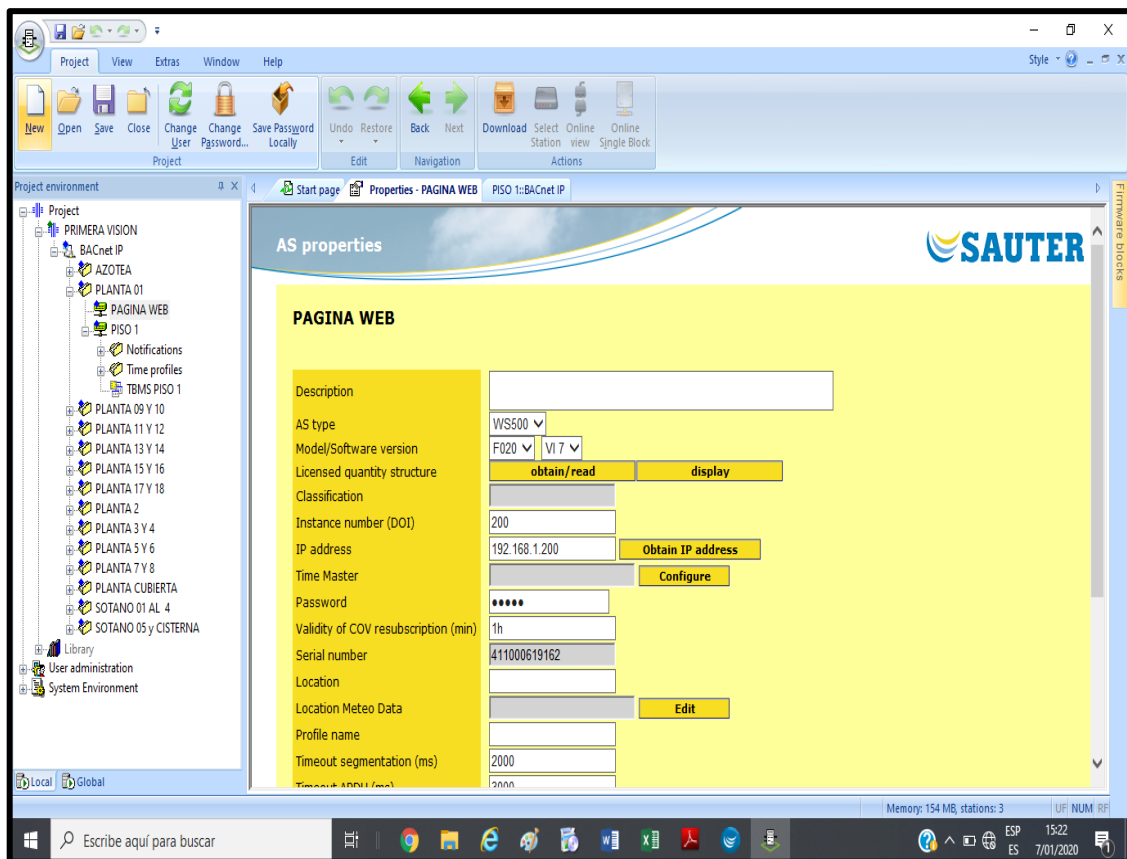 Project View Extras Window Help
Style
New Open Save Close Change User Change Password... Save Password Locally
Project
Undo Restore
Edit
Back Next
Navigation
Download Select Station Online view Online Single Block
Actions
Project environment
Start page Properties - PAGINA WEB PISO 1::BACnet IP
Firmware blocks
Project
PRIMERA VISION
BACnet IP
AZOTEA
PLANTA 01
PAGINA WEB
PISO 1
Notifications
Time profiles
TBMS PISO 1
PLANTA 09 Y 10
PLANTA 11 Y 12
PLANTA 13 Y 14
PLANTA 15 Y 16
PLANTA 17 Y 18
PLANTA 2
PLANTA 3 Y 4
PLANTA 5 Y 6
PLANTA 7 Y 8
PLANTA CUBIERTA
SOTANO 01 AL 4
SOTANO 05 y CISTERNA
Library
User administration
System Environment
Local Global
AS properties
SAUTER
PAGINA WEB
Description
AS type WS500
Model/Software version F020 VI 7
Licensed quantity structure obtain/read display
Classification
Instance number (DOI) 200
IP address 192.168.1.200 Obtain IP address
Time Master Configure
Password •••••
Validity of COV resubscription (min) 1h
Serial number 411000619162
Location
Location Meteo Data Edit
Profile name
Timeout segmentation (ms) 2000
Timeout APDU (ms) 3000
Memory: 154 MB, stations: 3 UF NUM RF
Escribe aquí para buscar
ESP
ES
15:22
7/01/2020